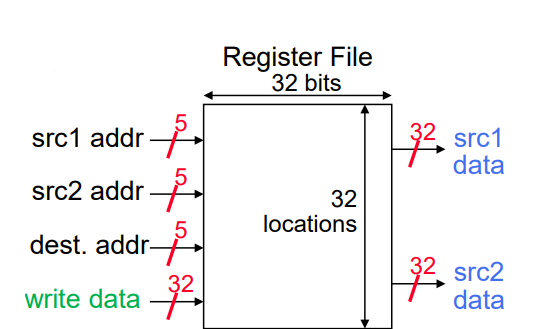 Register File
32 bits
5
32
src1 addr
src1
data
5
src2 addr
32
locations
5
dest. addr
32
32
src2
write data
data